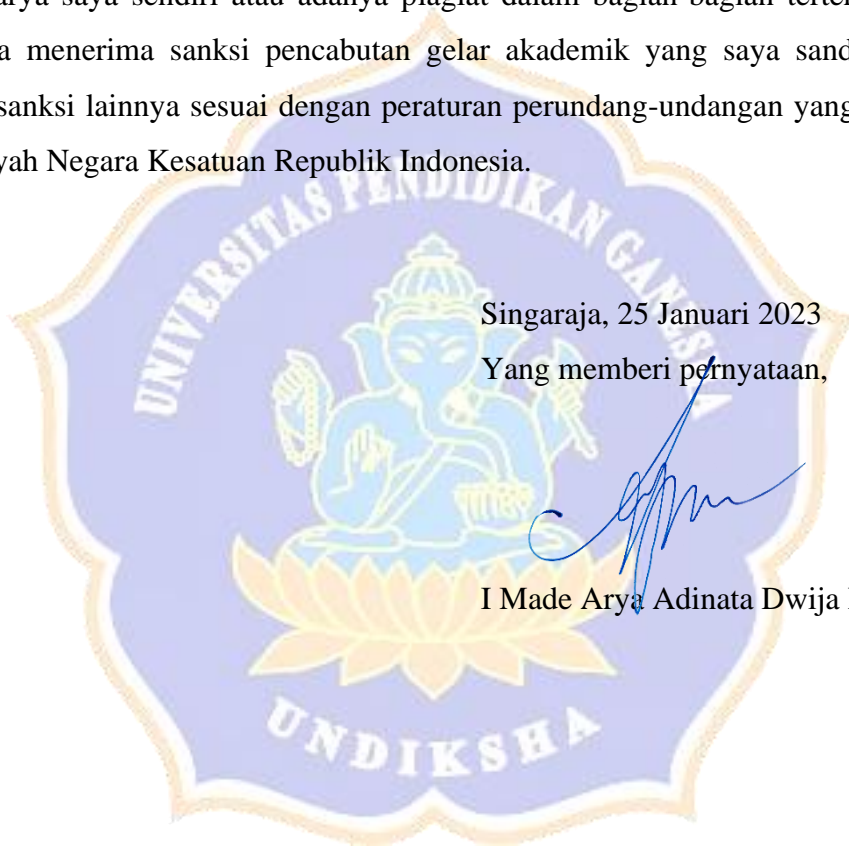 arya saya sendiri atau adanya plagiat dalam bagian-bagian
a menerima sanksi pencabutan gelar akademik yang saya sand
sanksi lainnya sesuai dengan peraturan perundang-undangan yang
yah Negara Kesatuan Republik Indonesia.
UNIVERSITAS PENDIDIKAN GANESHA
Singaraja, 25 Januari 2023
Yang memberi pernyataan,
I Made Arya Adinata Dwija
UNDIKSHA